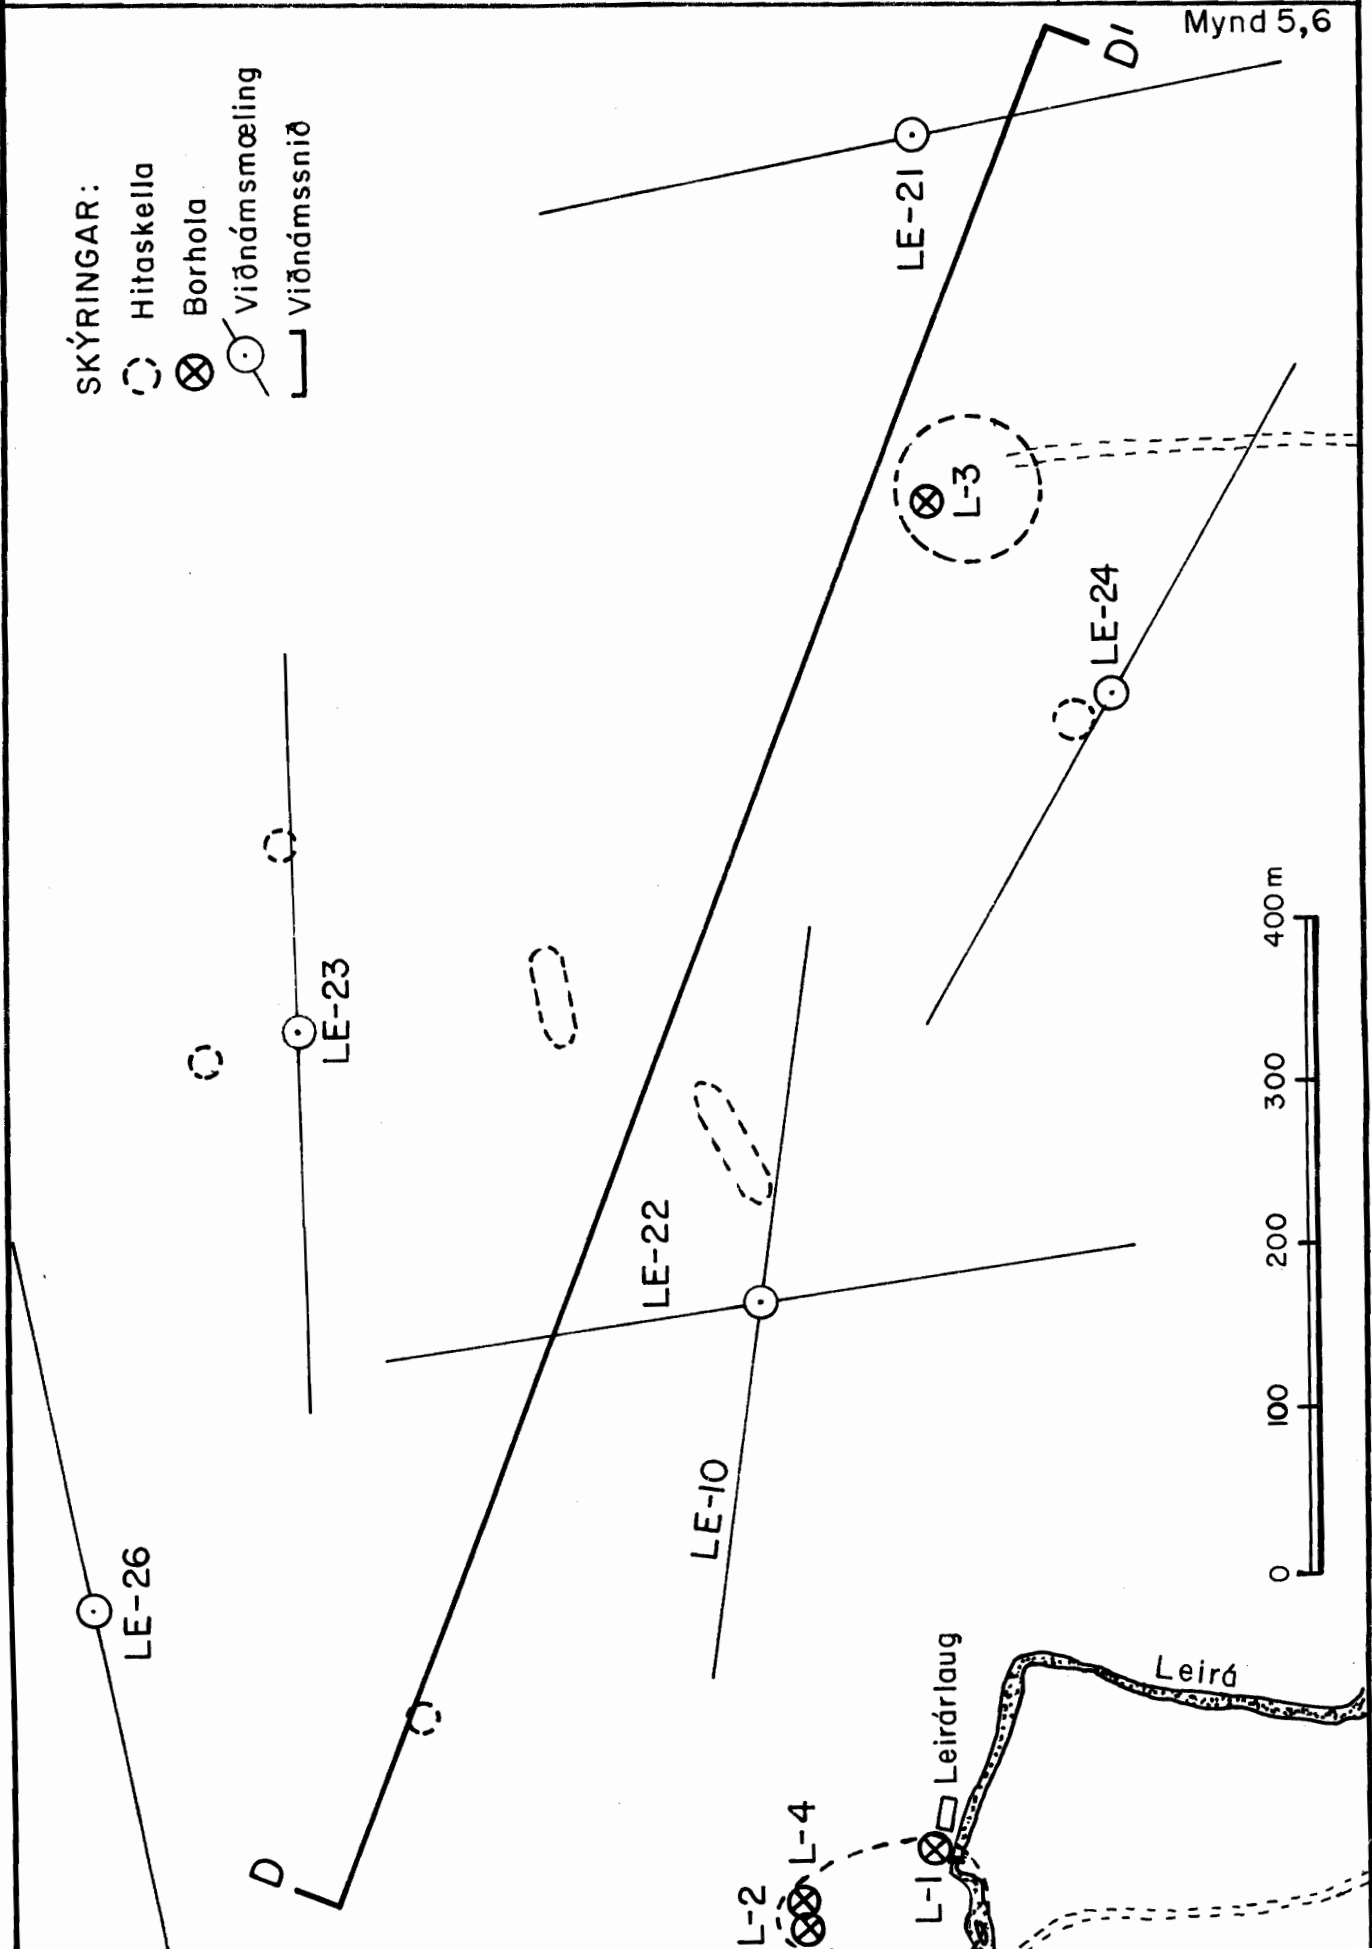 Mynd 5,6
SKÝRINGAR:
Hitaskella
Borhola
Viðnámsmæling
Viðnámssnið
D'
LE-21
L-3
LE-24
LE-23
LE-22
LE-10
LE-26
D
0 100 200 300 400 m
Leirá
Leirárlaug
L-4
L-2
L-1